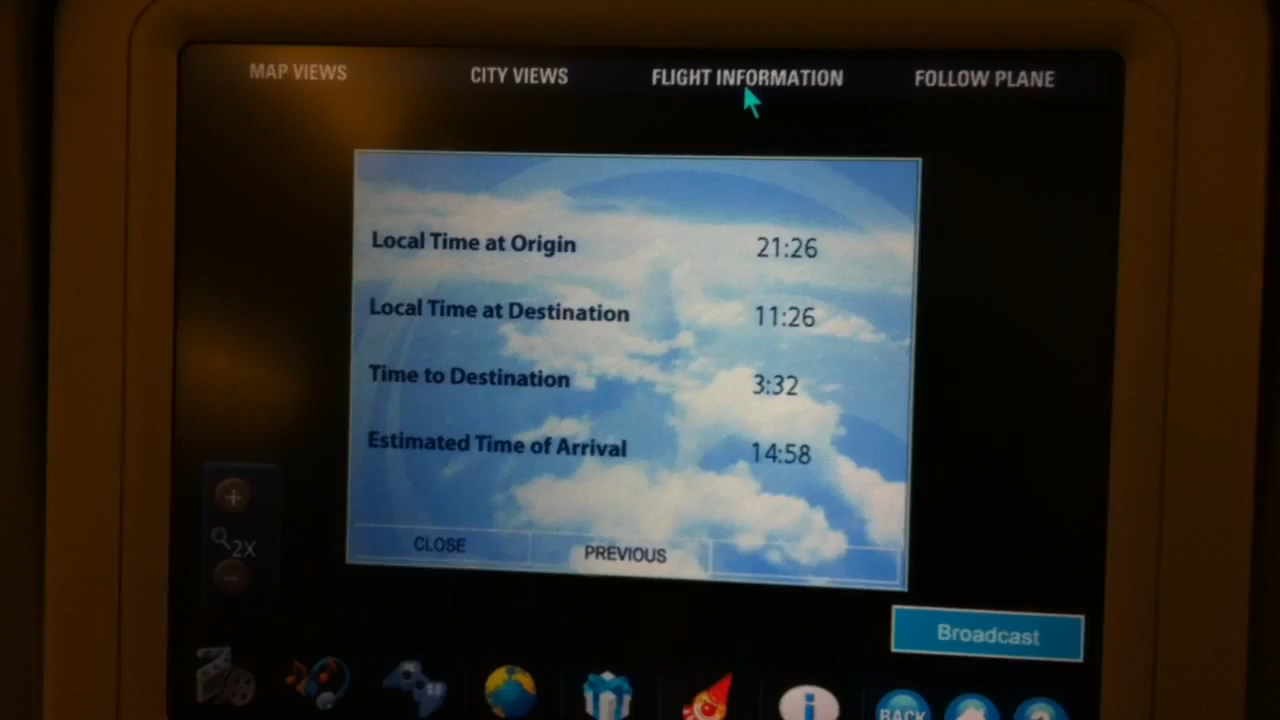 MAP VIEWS CITY VIEWS FLIGHT INFORMATION FOLLOW PLANE
Local Time at Origin 21:26
Local Time at Destination 11:26
Time to Destination 3:32
Estimated Time of Arrival 14:58
CLOSE PREVIOUS
2X
Broadcast
BACK